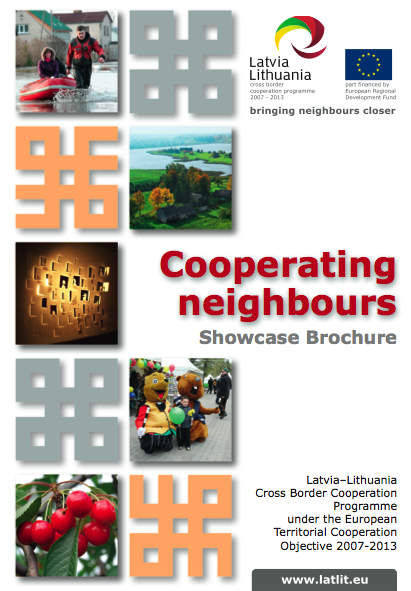 Latvia
Lithuania
cross border
cooperation programme
2007 - 2013
part financed by
European Regional
Development Fund
bringing neighbours closer
Cooperating
neighbours
Showcase Brochure
Latvia–Lithuania
Cross Border Cooperation
Programme
under the European
Territorial Cooperation
Objective 2007-2013
www.latlit.eu